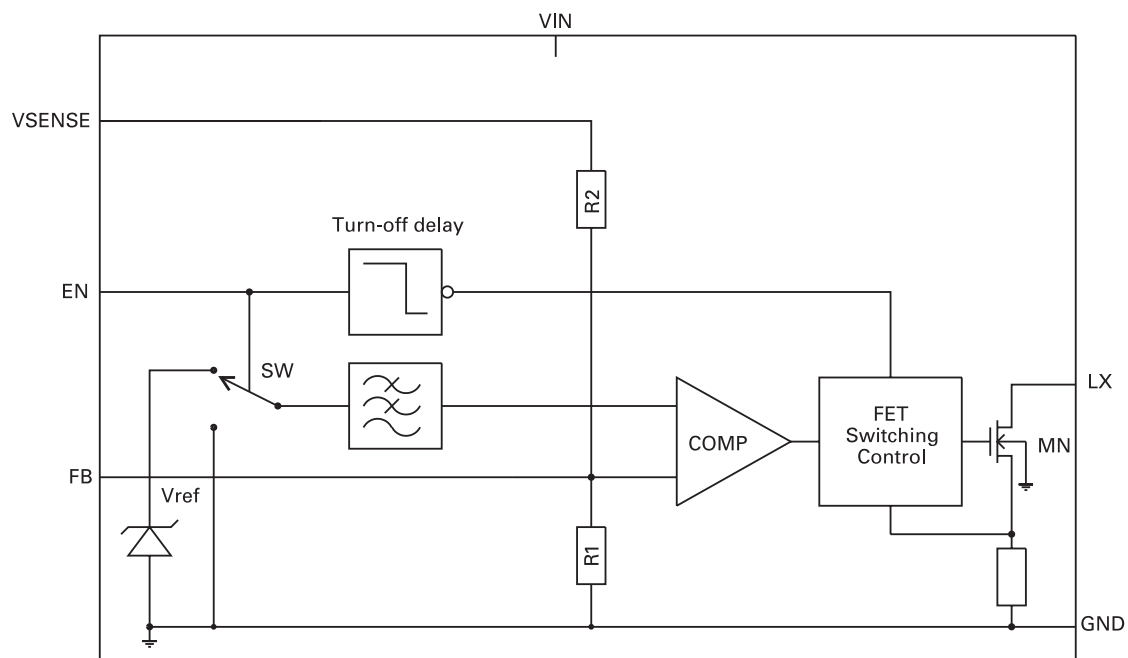 VIN
VSENSE
R2
Turn-off delay
EN
SW
LX
FET
Switching
Control
COMP
MN
FB
Vref
R1
GND